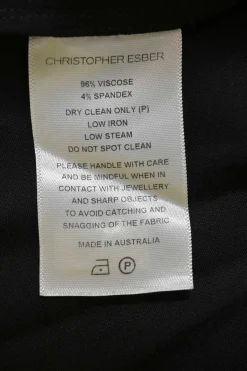 CHRISTOPHER ESBER
96% VISCOSE
4% SPANDEX
DRY CLEAN ONLY (P)
LOW IRON
LOW STEAM
DO NOT SPOT CLEAN
PLEASE HANDLE WITH CARE
AND BE MINDFUL WHEN IN
CONTACT WITH JEWELLERY
AND SHARP OBJECTS
TO AVOID CATCHING AND
SNAGGING OF THE FABRIC
MADE IN AUSTRALIA
P